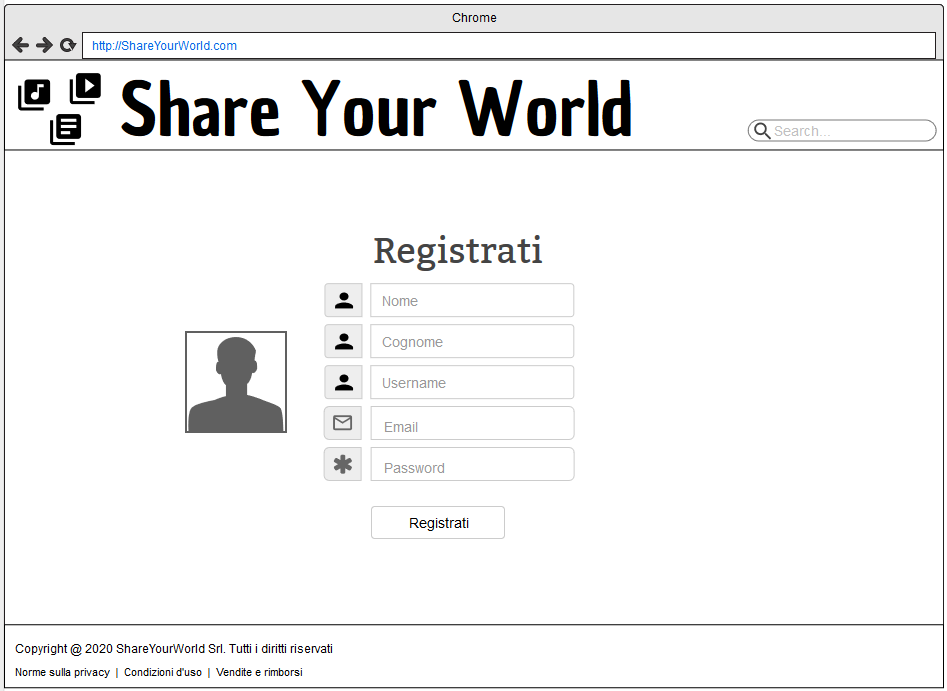 Chrome
http://ShareYourWorld.com
Share Your World
Search...
Registrati
Nome
Cognome
Username
Email
Password
Registrati
Copyright @ 2020 ShareYourWorld Srl. Tutti i diritti riservati
Norme sulla privacy | Condizioni d'uso | Vendite e rimborsi